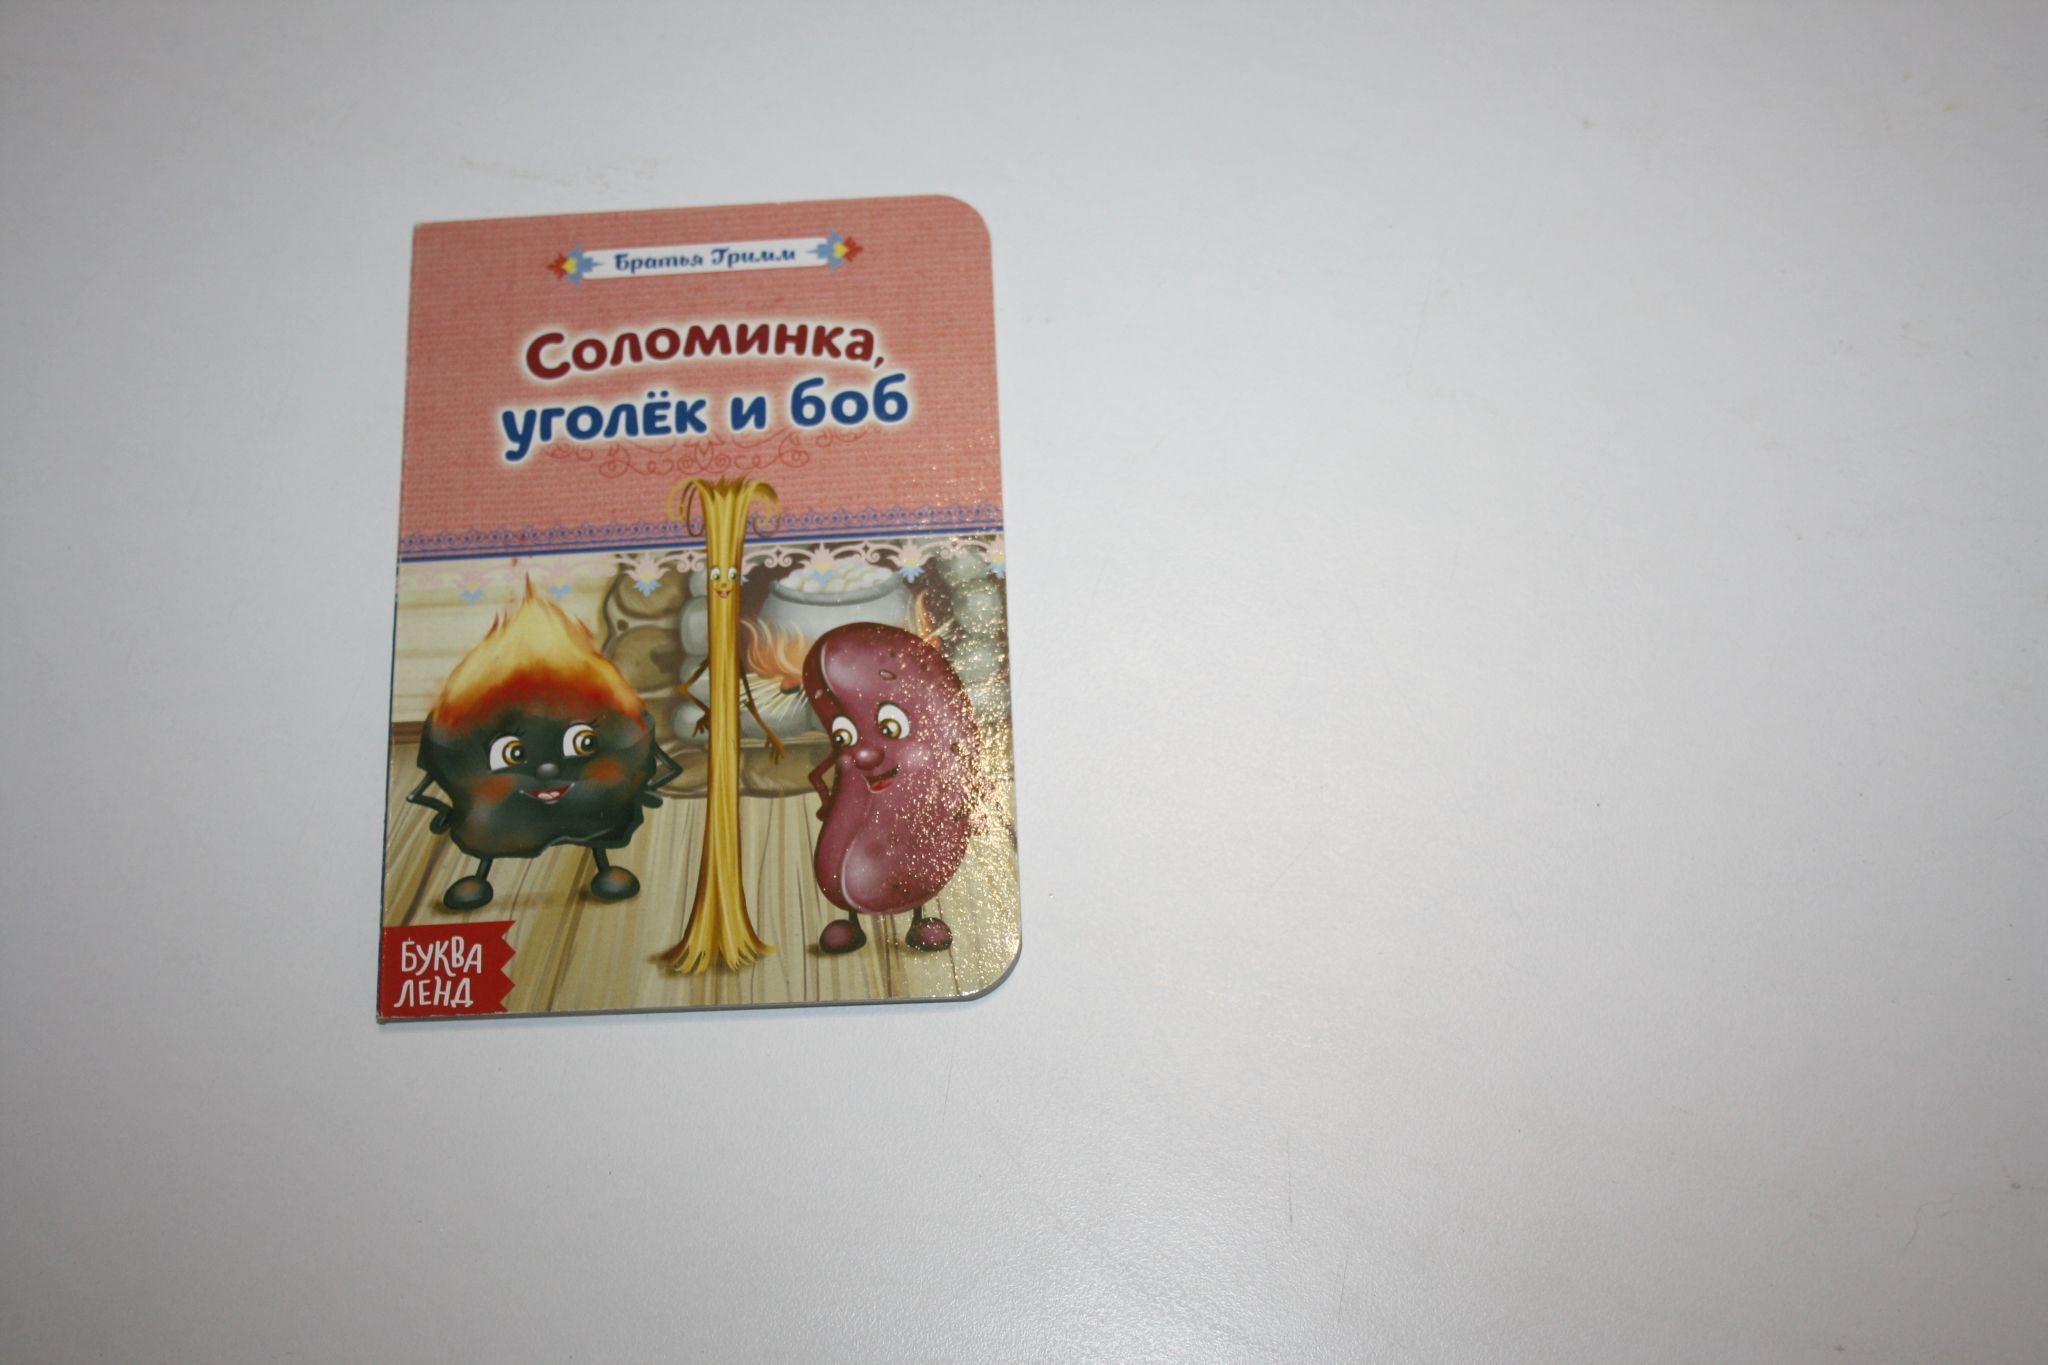 Братья Гримм
Соломинка,
уголёк и боб
БУКВА
ЛЕНД